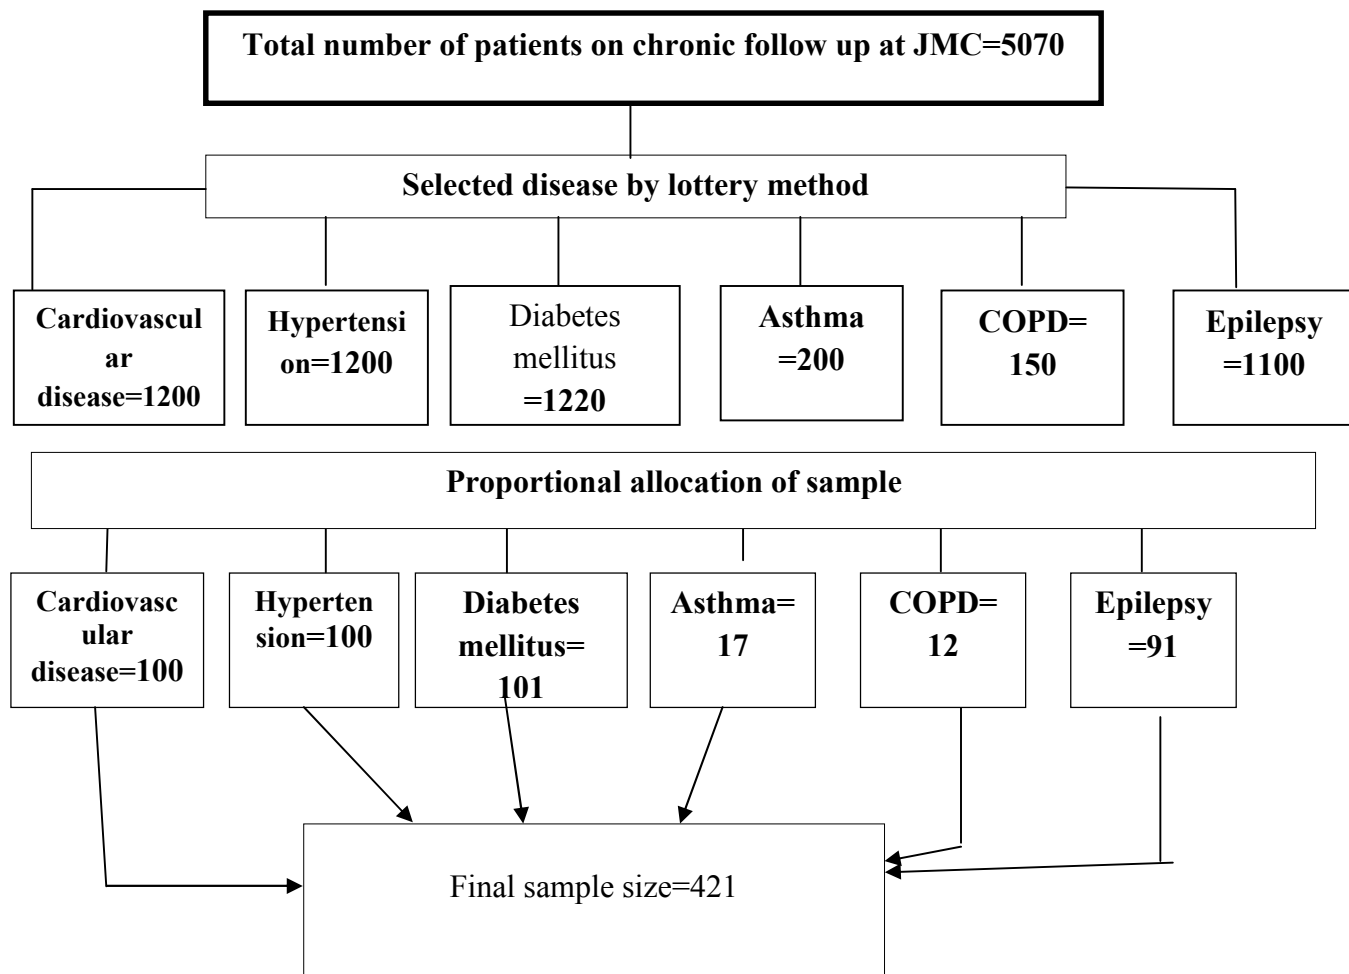 Total number of patients on chronic follow up at JMC=5070
Selected disease by lottery method
Cardiovascul
ar
disease=1200
Hypertensi
on=1200
Diabetes
mellitus
=1220
Asthma
=200
COPD=
150
Epilepsy
=1100
Proportional allocation of sample
Cardiovasc
ular
disease=100
Hyperten
sion=100
Diabetes
mellitus=
101
Asthma=
17
COPD=
12
Epilepsy
=91
Final sample size=421